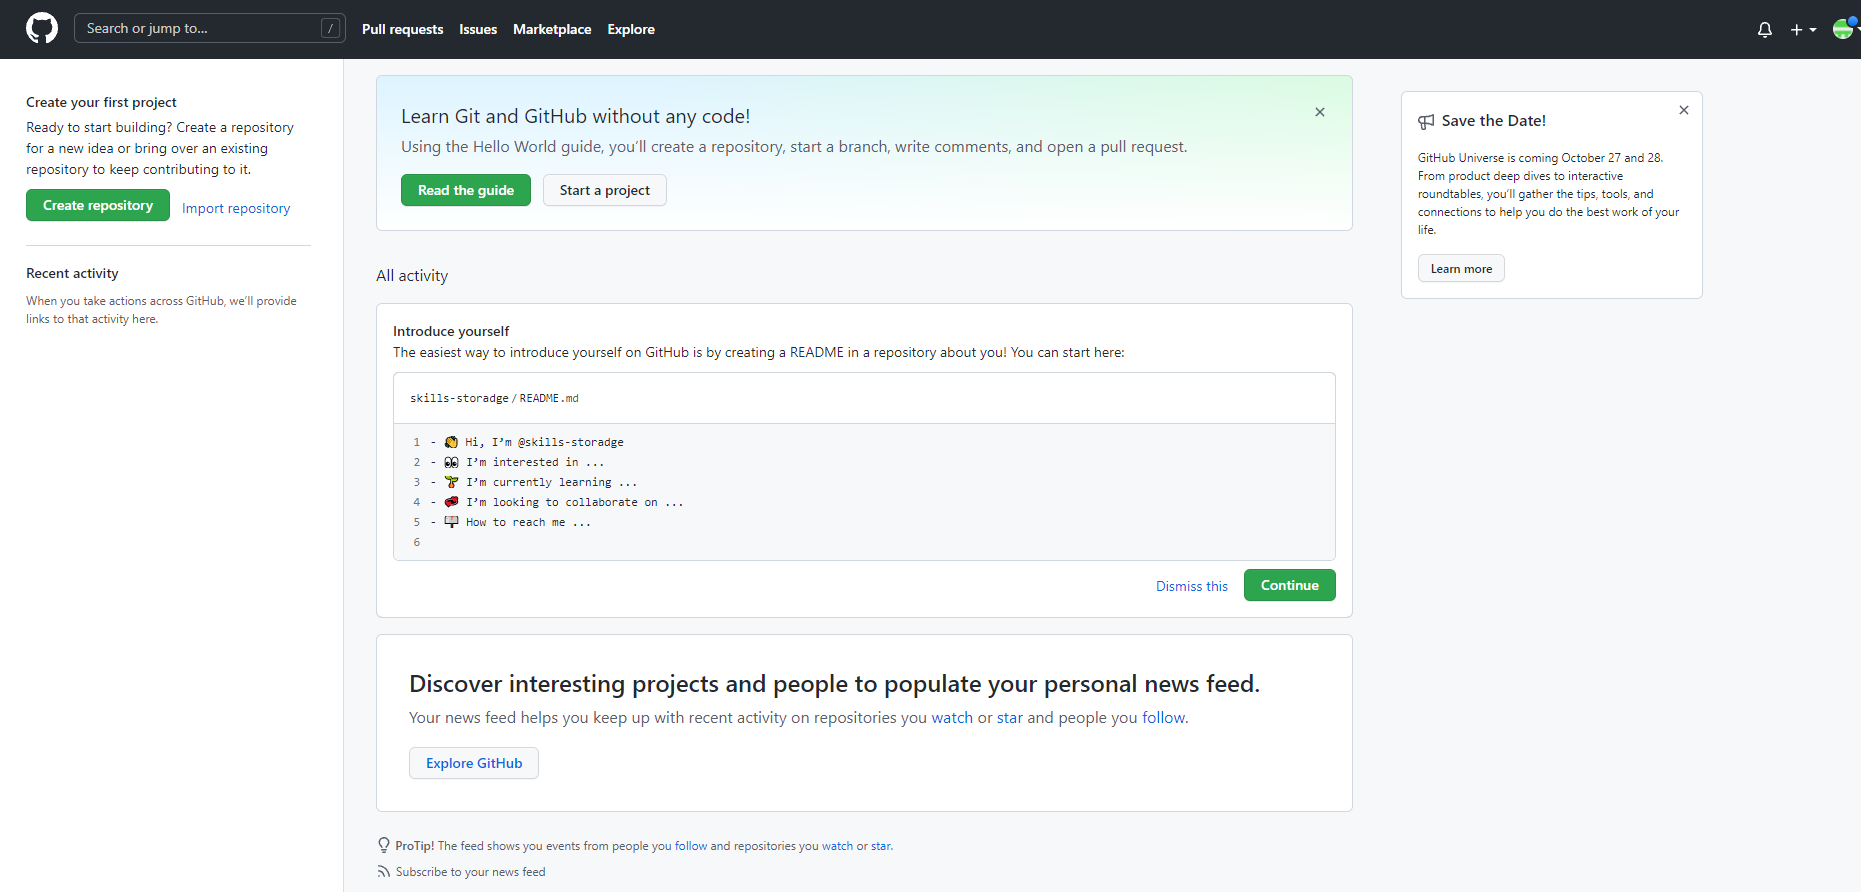 Search or jump to...
/
Pull requests
Issues
Marketplace
Explore
Create your first project
Ready to start building? Create a repository
for a new idea or bring over an existing
repository to keep contributing to it.
Create repository
Import repository
Recent activity
When you take actions across GitHub, we’ll provide
links to that activity here.
Learn Git and GitHub without any code!
Using the Hello World guide, you’ll create a repository, start a branch, write comments, and open a pull request.
Read the guide
Start a project
All activity
Introduce yourself
The easiest way to introduce yourself on GitHub is by creating a README in a repository about you! You can start here:
skills-storadge / README.md
1 - 👋 Hi, I’m @skills-storadge
2 - 👀 I’m interested in ...
3 - 🌱 I’m currently learning ...
4 - 💞️ I’m looking to collaborate on ...
5 - 📫 How to reach me ...
6
Dismiss this
Continue
Discover interesting projects and people to populate your personal news feed.
Your news feed helps you keep up with recent activity on repositories you watch or star and people you follow.
Explore GitHub
ProTip! The feed shows you events from people you follow and repositories you watch or star.
Subscribe to your news feed
Save the Date!
GitHub Universe is coming October 27 and 28.
From product deep dives to interactive
roundtables, you’ll gather the tips, tools, and
connections to help you do the best work of your
life.
Learn more